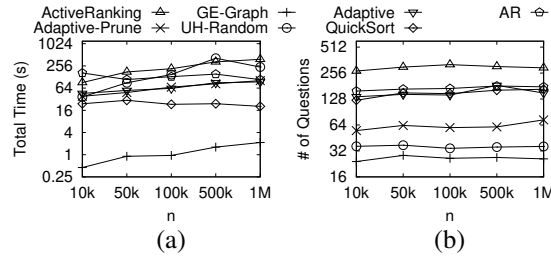 ActiveRanking GE-Graph Adaptive AR
Adaptive-Prune UH-Random QuickSort
1024
256
64
16
4
1
0.25
Total Time (s)
10k 50k 100k 500k 1M
n
(a)
512
256
128
64
32
16
# of Questions
10k 50k 100k 500k 1M
n
(b)